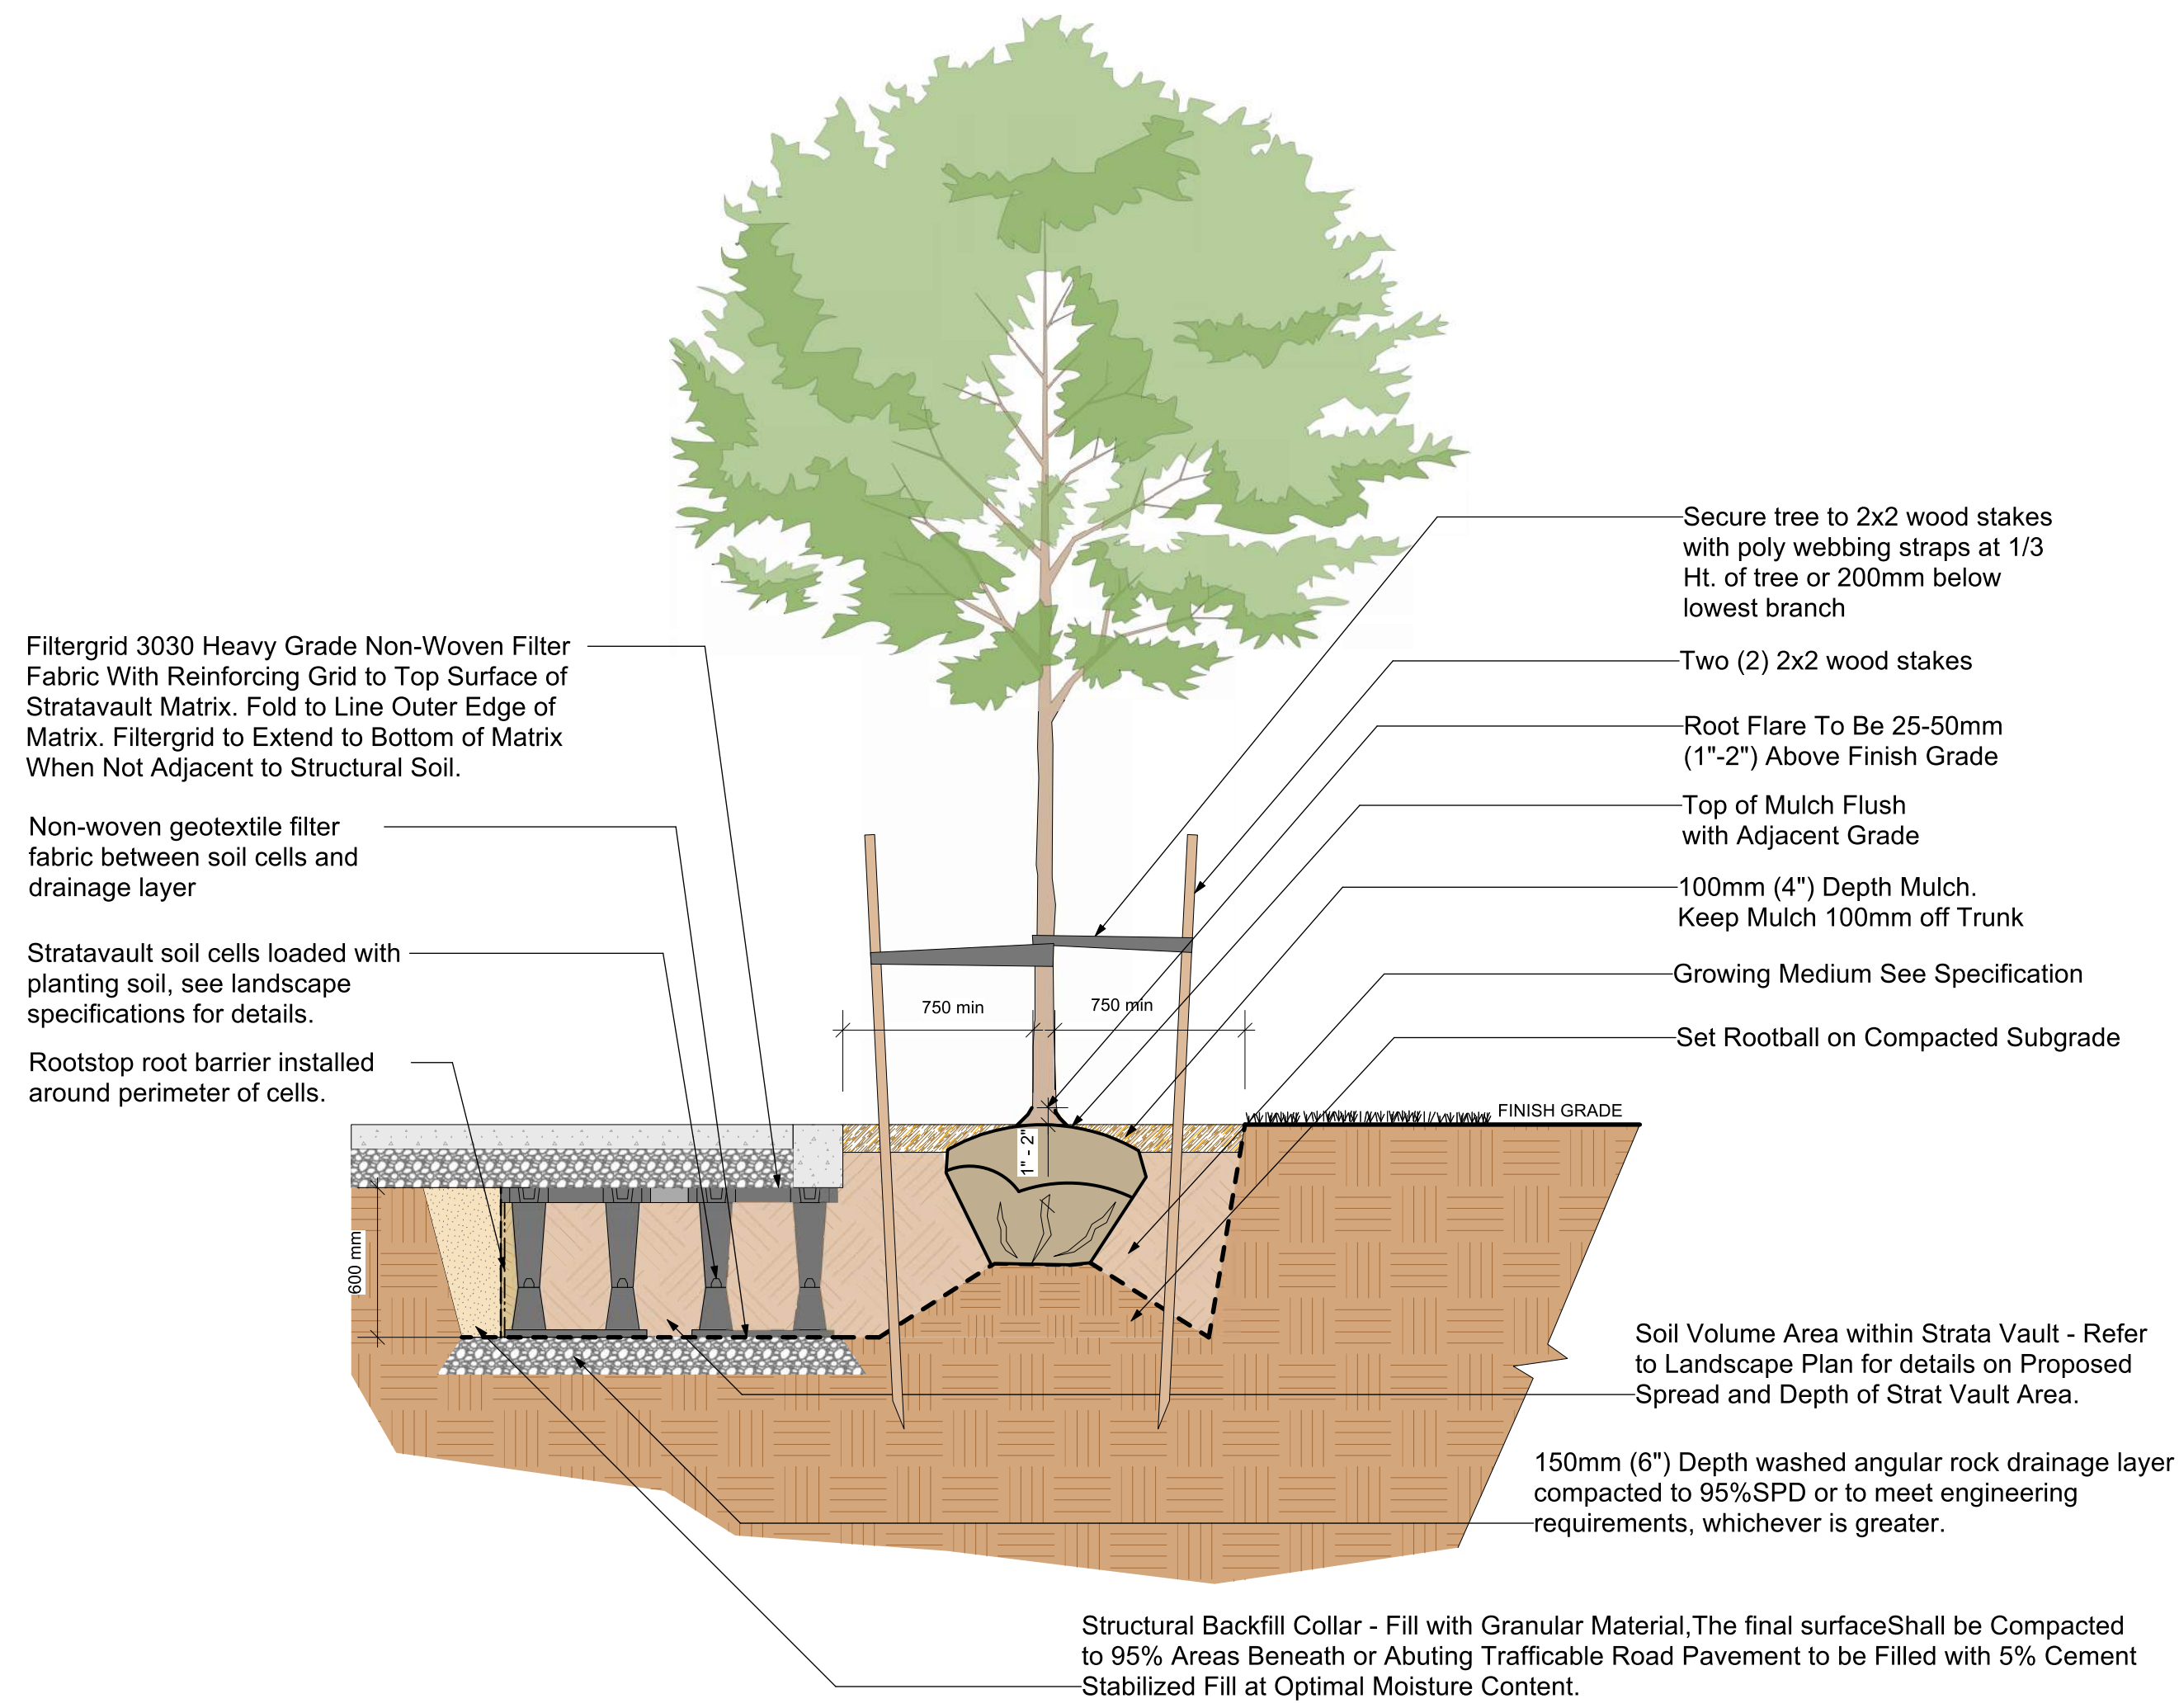 Secure tree to 2x2 wood stakes
with poly webbing straps at 1/3
Ht. of tree or 200mm below
lowest branch
Two (2) 2x2 wood stakes
Root Flare To Be 25-50mm
(1"-2") Above Finish Grade
Top of Mulch Flush
with Adjacent Grade
100mm (4") Depth Mulch.
Keep Mulch 100mm off Trunk
Growing Medium See Specification
Set Rootball on Compacted Subgrade
Filtergrid 3030 Heavy Grade Non-Woven Filter
Fabric With Reinforcing Grid to Top Surface of
Stratavault Matrix. Fold to Line Outer Edge of
Matrix. Filtergrid to Extend to Bottom of Matrix
When Not Adjacent to Structural Soil.
Non-woven geotextile filter
fabric between soil cells and
drainage layer
Stratavault soil cells loaded with
planting soil, see landscape
specifications for details.
Rootstop root barrier installed
around perimeter of cells.
750 min
750 min
FINISH GRADE
1" - 2"
600 mm
Soil Volume Area within Strata Vault - Refer
to Landscape Plan for details on Proposed
Spread and Depth of Strat Vault Area.
150mm (6") Depth washed angular rock drainage layer
compacted to 95%SPD or to meet engineering
requirements, whichever is greater.
Structural Backfill Collar - Fill with Granular Material,The final surfaceShall be Compacted
to 95% Areas Beneath or Abuting Trafficable Road Pavement to be Filled with 5% Cement
Stabilized Fill at Optimal Moisture Content.